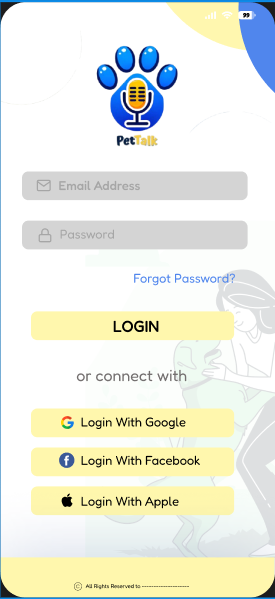 99
PetTalk
Email Address
Password
Forgot Password?
LOGIN
or connect with
Login With Google
Login With Facebook
Login With Apple
© All Rights Reserved to --------------------